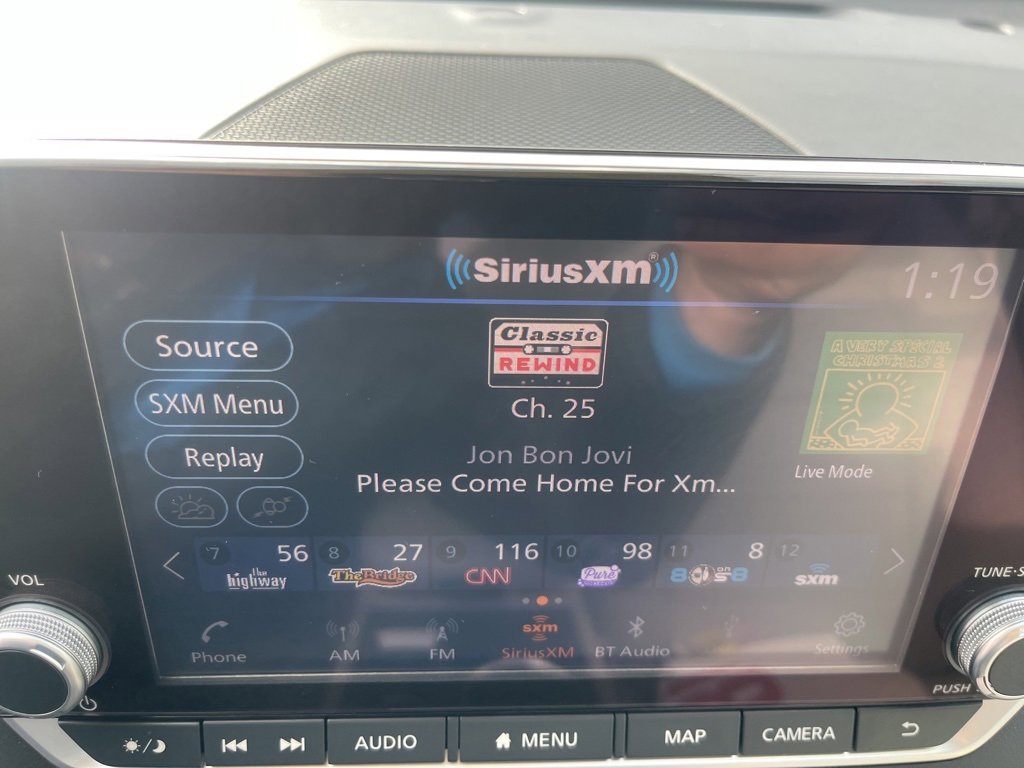 SiriusXM®
1:19
Source
SXM Menu
Replay
Classic
REWIND
Ch. 25
Jon Bon Jovi
Please Come Home For Xm...
A VERY SPECIAL
CHRISTMAS 2
Live Mode
7 56 8 27 9 116 10 98 11 8 12
the highway The Bridge CNN Pure 80s on 8 sxm
sxm
Phone AM FM SiriusXM BT Audio Settings
VOL
TUNE·S
PUSH
AUDIO MENU MAP CAMERA